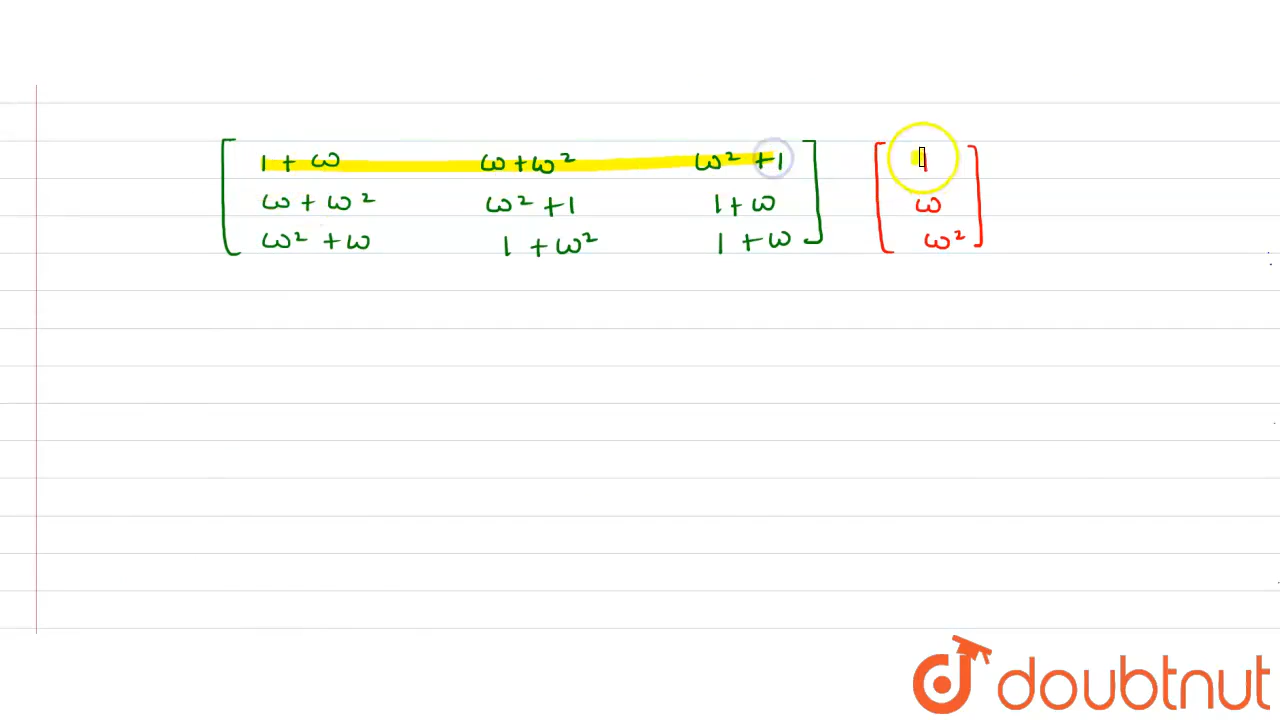 1 + ω ω + ω² ω² + 1 1
ω + ω² ω² + 1 1 + ω ω
ω² + ω 1 + ω² 1 + ω ω²
doubtnut